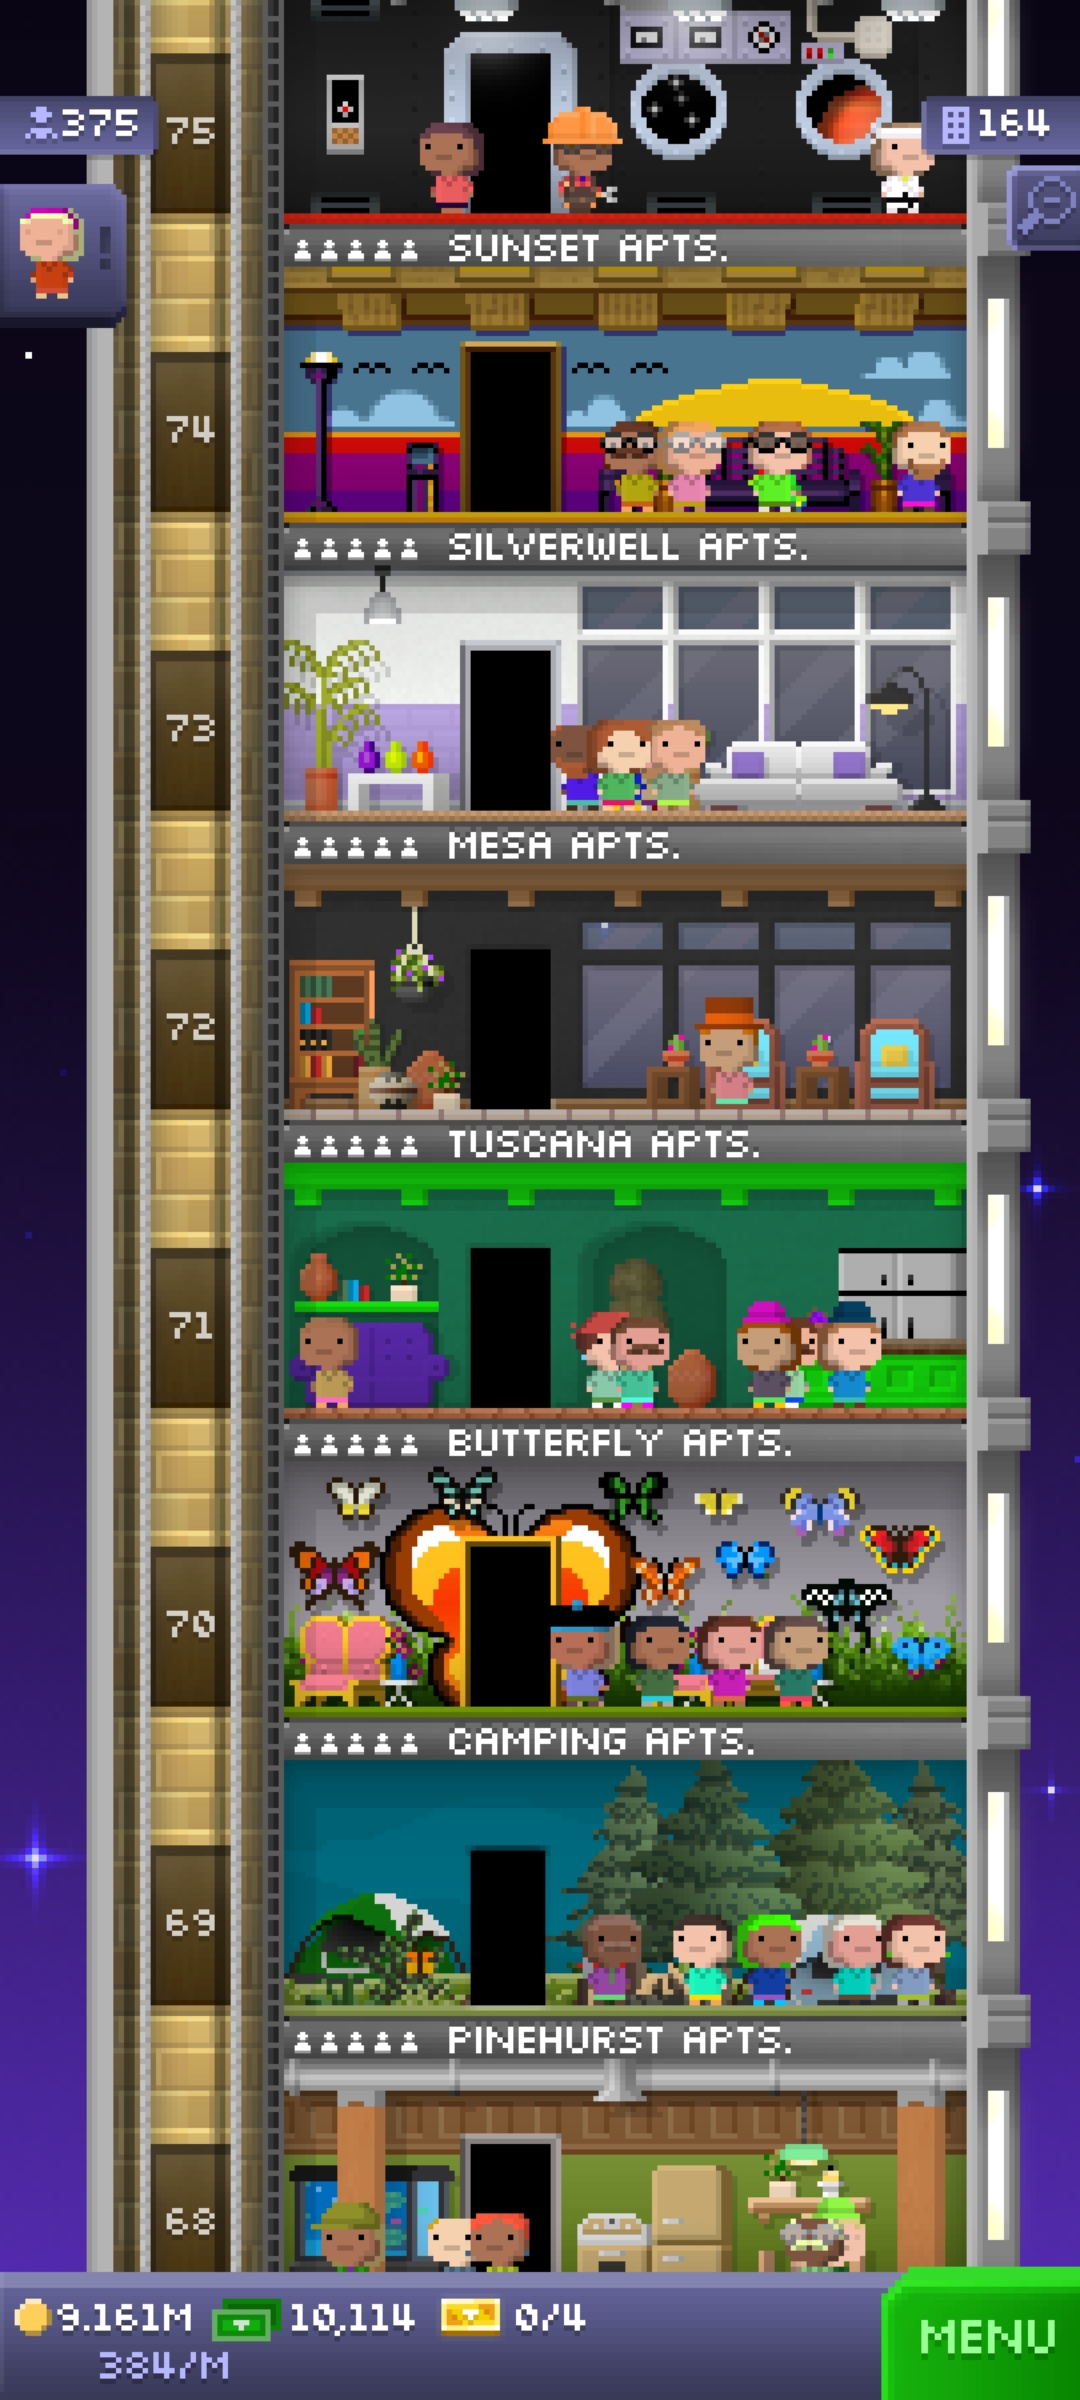 375
75
164
SUNSET APTS.
74
SILVERWELL APTS.
73
MESA APTS.
72
TUSCANA APTS.
71
BUTTERFLY APTS.
70
CAMPING APTS.
69
PINEHURST APTS.
68
9.161M 10,114 0/4
384/M
MENU